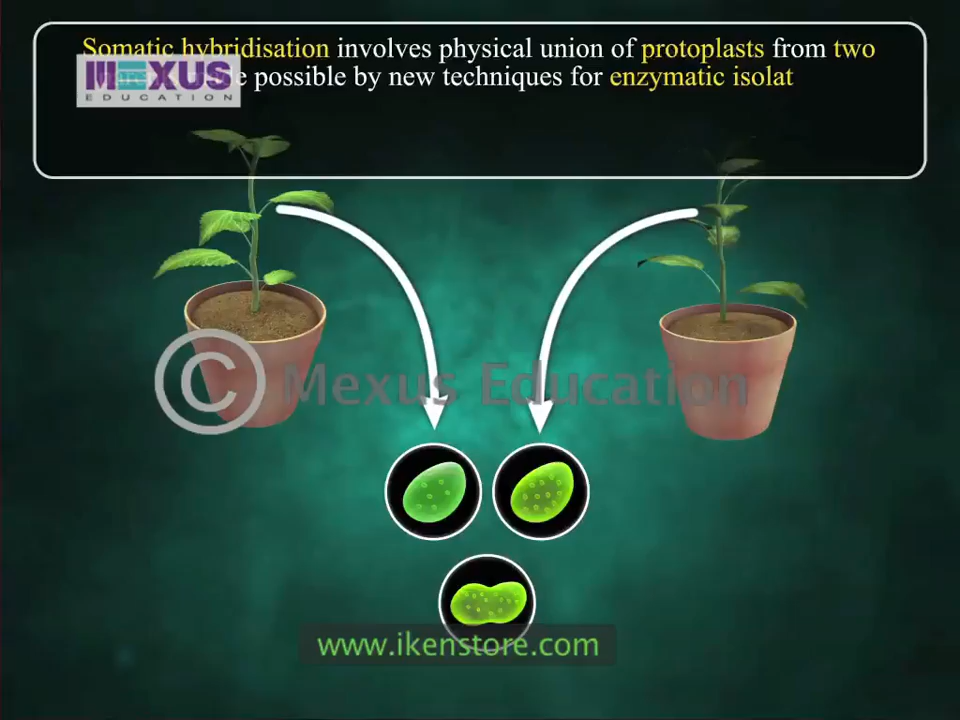 Somatic hybridisation involves physical union of protoplasts from two
possible by new techniques for enzymatic isolat
MEXUS
EDUCATION
© Mexus Education
www.ikenstore.com